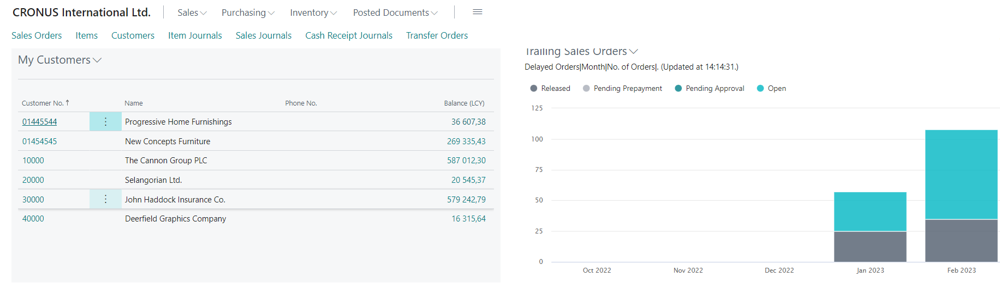 CRONUS International Ltd. Sales Purchasing Inventory Posted Documents
Sales Orders Items Customers Item Journals Sales Journals Cash Receipt Journals Transfer Orders
My Customers
Customer No. ↑ Name Phone No. Balance (LCY)
01445544 Progressive Home Furnishings 36 607,38
01454545 New Concepts Furniture 269 335,43
10000 The Cannon Group PLC 587 012,30
20000 Selangorian Ltd. 20 545,37
30000 John Haddock Insurance Co. 579 242,79
40000 Deerfield Graphics Company 16 315,64
Trailing Sales Orders
Delayed Orders|Month|No. of Orders|. (Updated at 14:14:31.)
Released Pending Prepayment Pending Approval Open
125
100
75
50
25
0
Oct 2022 Nov 2022 Dec 2022 Jan 2023 Feb 2023